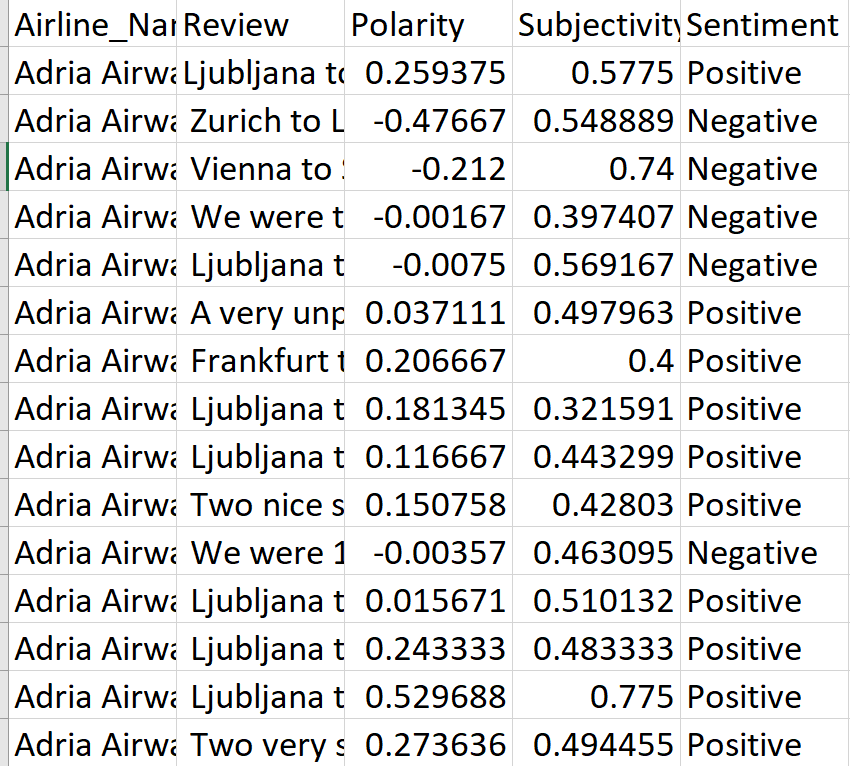 Airline_Nar Review Polarity Subjectivity Sentiment
Adria Airwa Ljubljana to 0.259375 0.5775 Positive
Adria Airwa Zurich to L -0.47667 0.548889 Negative
Adria Airwa Vienna to S -0.212 0.74 Negative
Adria Airwa We were t -0.00167 0.397407 Negative
Adria Airwa Ljubljana t -0.0075 0.569167 Negative
Adria Airwa A very unp 0.037111 0.497963 Positive
Adria Airwa Frankfurt t 0.206667 0.4 Positive
Adria Airwa Ljubljana t 0.181345 0.321591 Positive
Adria Airwa Ljubljana t 0.116667 0.443299 Positive
Adria Airwa Two nice s 0.150758 0.42803 Positive
Adria Airwa We were 1 -0.00357 0.463095 Negative
Adria Airwa Ljubljana t 0.015671 0.510132 Positive
Adria Airwa Ljubljana t 0.243333 0.483333 Positive
Adria Airwa Ljubljana t 0.529688 0.775 Positive
Adria Airwa Two very s 0.273636 0.494455 Positive